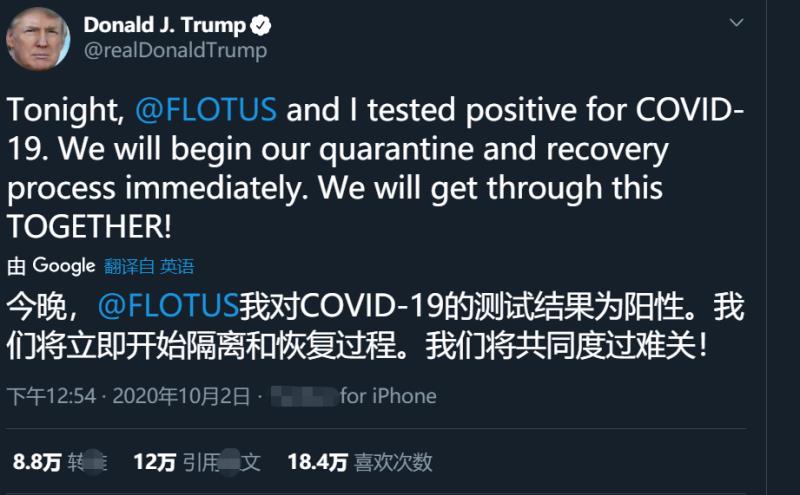 Donald J. Trump
@realDonaldTrump
Tonight, @FLOTUS and I tested positive for COVID-
19. We will begin our quarantine and recovery
process immediately. We will get through this
TOGETHER!
由 Google 翻译自 英语
今晚，@FLOTUS我对COVID-19的测试结果为阳性。我
们将立即开始隔离和恢复过程。我们将共同度过难关！
下午12:54 · 2020年10月2日 · for iPhone
8.8万 转 12万 引用 文 18.4万 喜欢次数